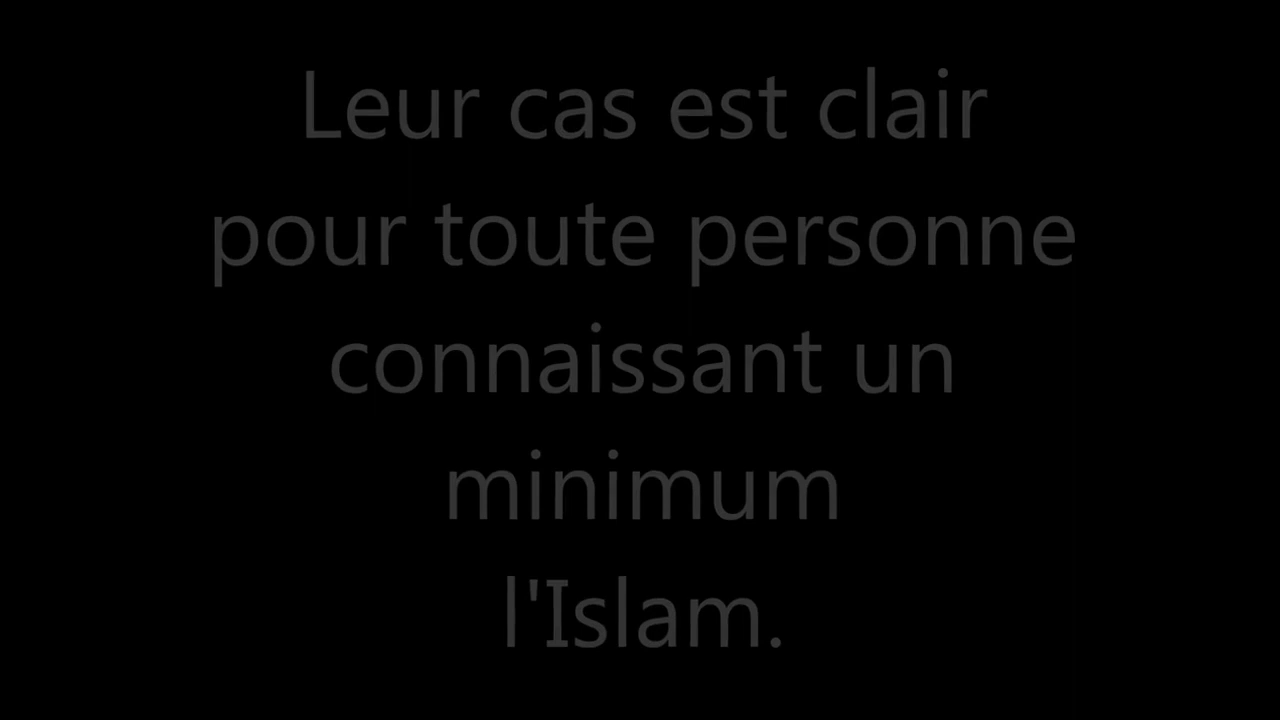 Leur cas est clair
pour toute personne
connaissant un
minimum
l'Islam.